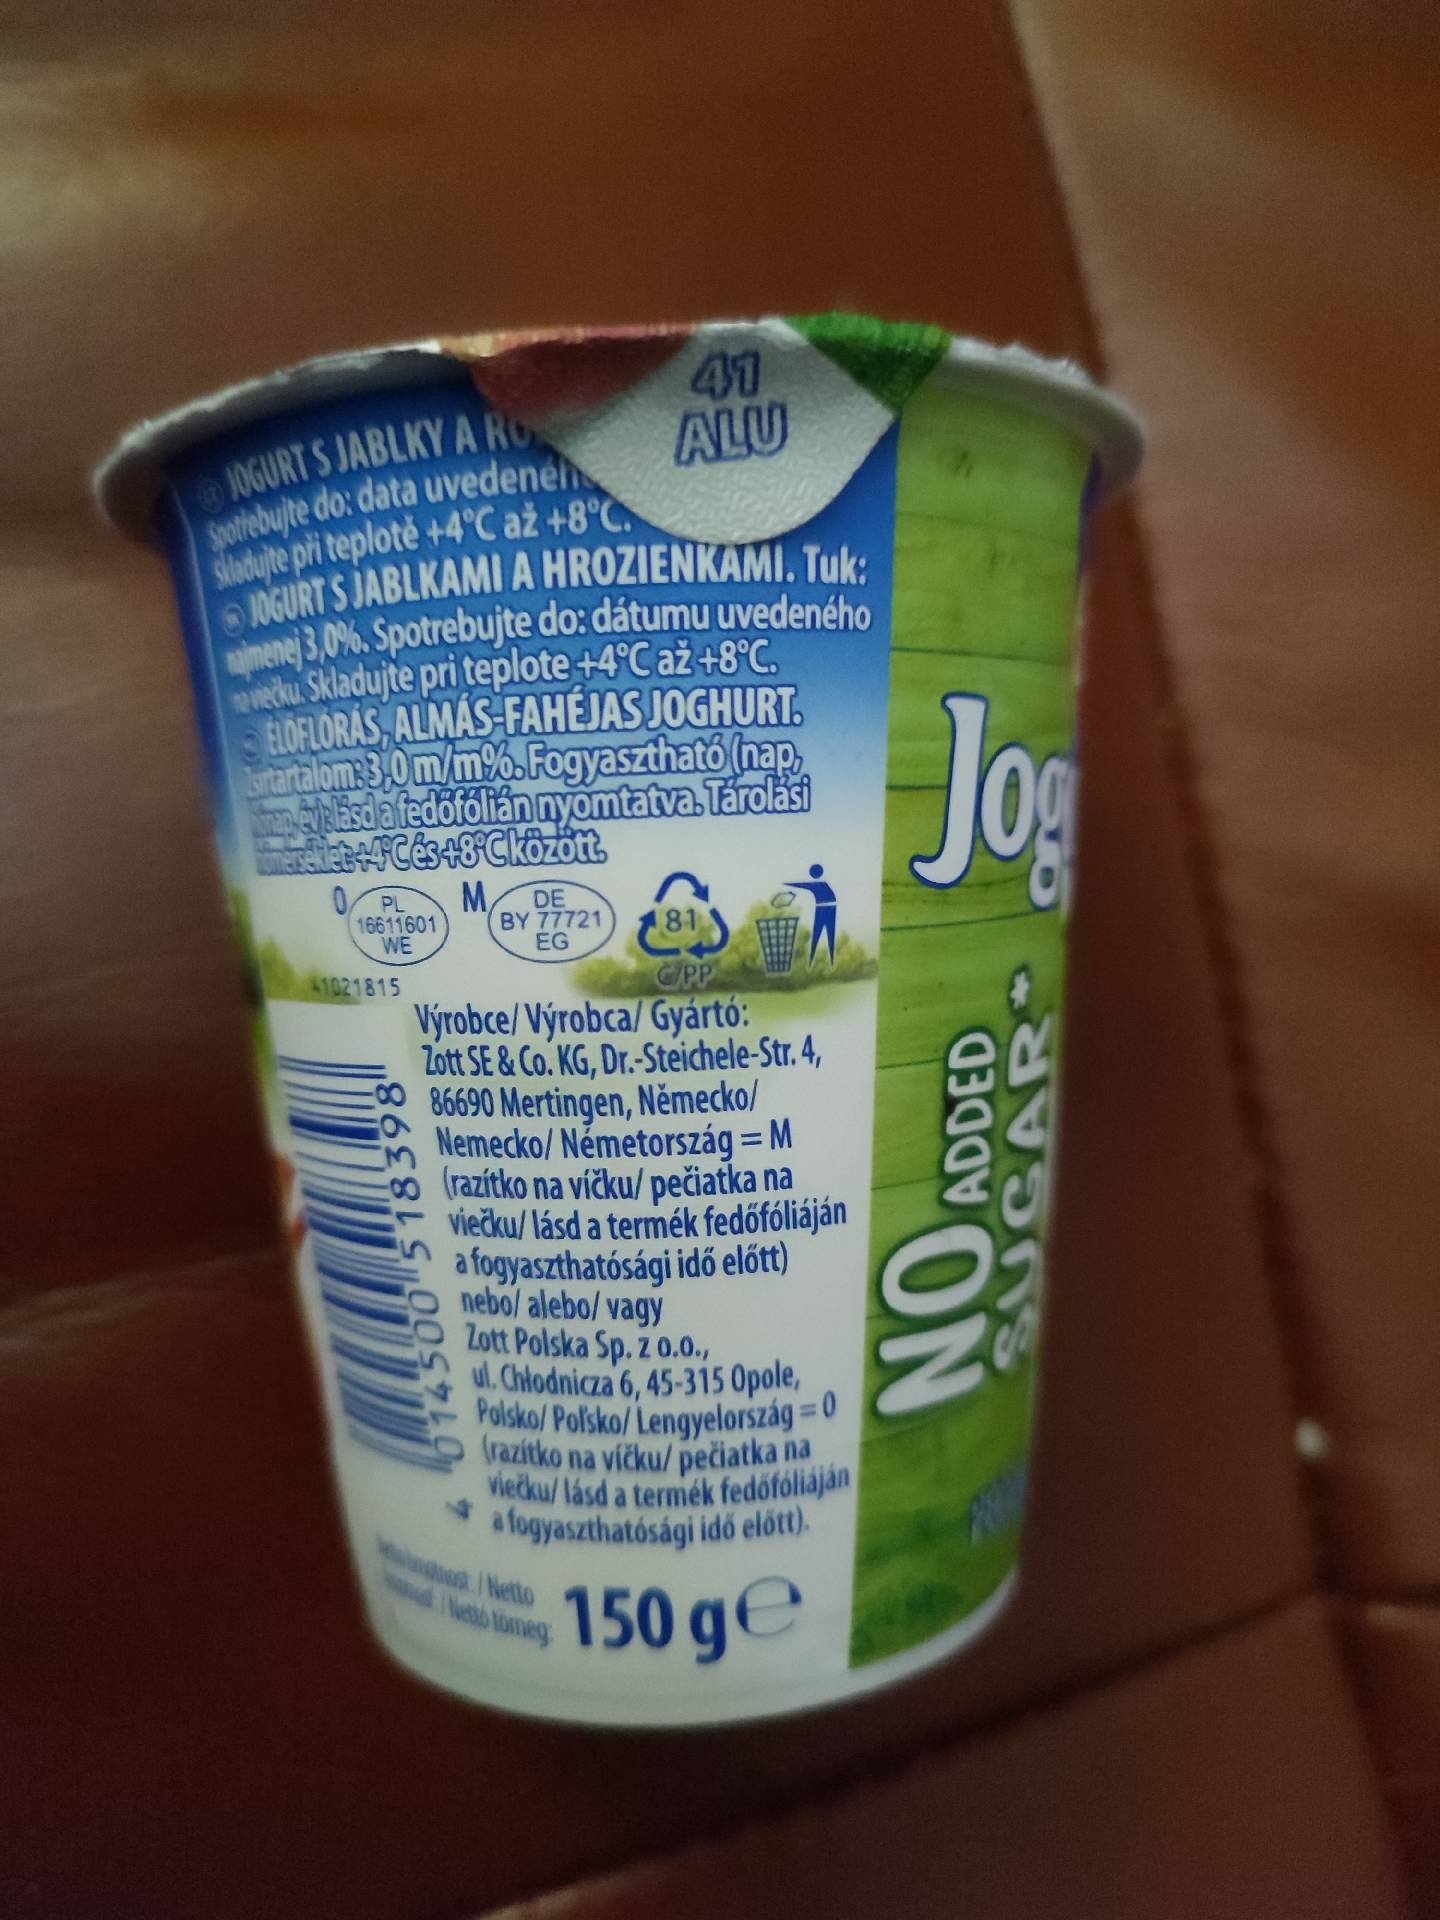 41
ALU
JOGURT S JABLKY A
Spotřebujte do: data
Skladujte při teplotě +4°C až +8°C.
JOGURT S JABLKAMI A HROZIENKAMI. Tuk:
najmenej 3,0%. Spotrebujte do: dátumu uvedeného
na viečku. Skladujte pri teplote +4°C až +8°C.
ÉLŐFLÓRÁS, ALMÁS-FAHÉJAS JOGHURT.
Zsírtartalom: 3,0 m/m%. Fogyasztható (nap,
hónap, év): lásd a fedőfólián nyomtatva. Tárolási
hőmérséklet: +4°C és +8°C között.
O PL M DE
16611601 BY 77721 81
WE EG
C/PP
41021815
Výrobce/ Výrobca/ Gyártó:
Zott SE & Co. KG, Dr.-Steichele-Str. 4,
86690 Mertingen, Německo/
Nemecko/ Németország = M
(razítko na víčku/ pečiatka na
viečku/ lásd a termék fedőfóliáján
a fogyaszthatósági idő előtt)
nebo/ alebo/ vagy
Zott Polska Sp. z o.o.,
ul. Chłodnicza 6, 45-315 Opole,
Polsko/ Poľsko/ Lengyelország = O
(razítko na víčku/ pečiatka na
viečku/ lásd a termék fedőfóliáján
a fogyaszthatósági idő előtt).
4 014500 518398
/ Netto
/ Nettó tömeg: 150 g e
Jog
NO ADDED
SUGAR*